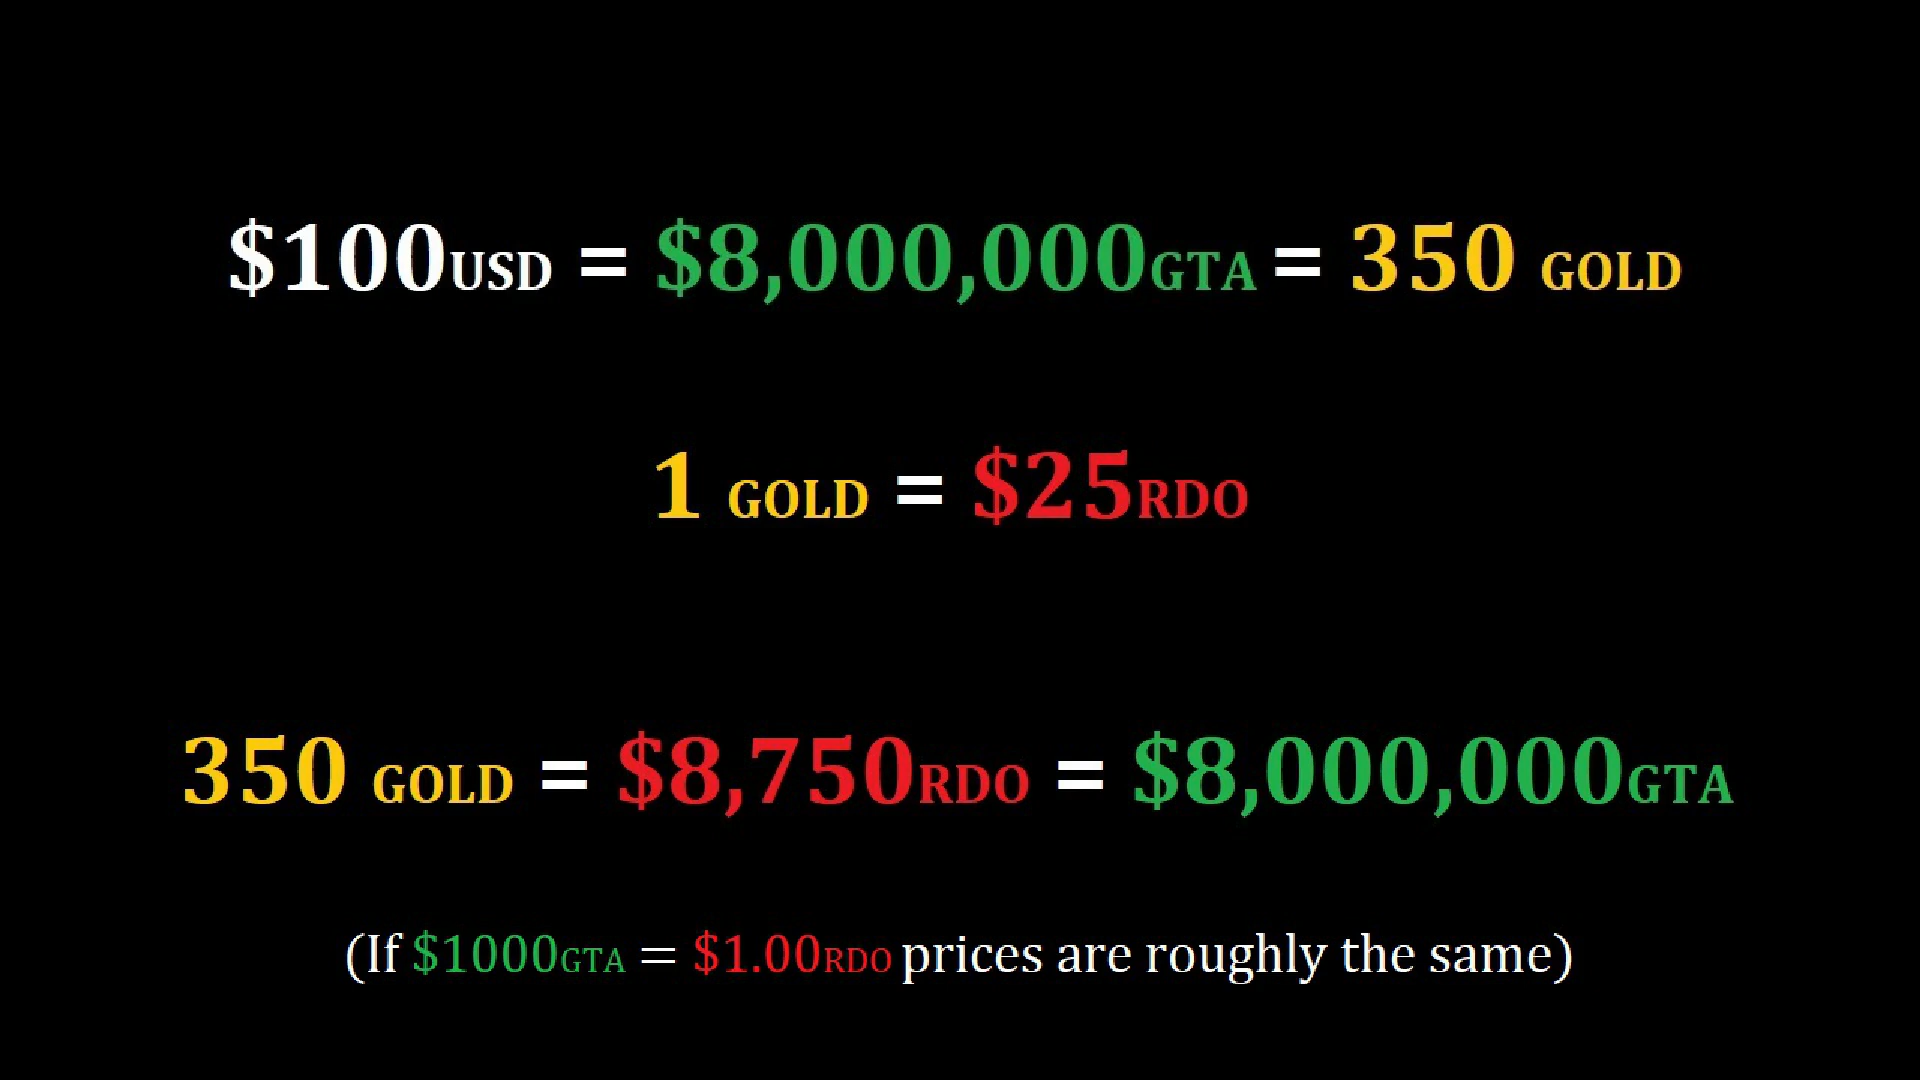 $100USD = $8,000,000GTA = 350 GOLD
1 GOLD = $25RDO
350 GOLD = $8,750RDO = $8,000,000GTA
(If $1000GTA = $1.00RDO prices are roughly the same)